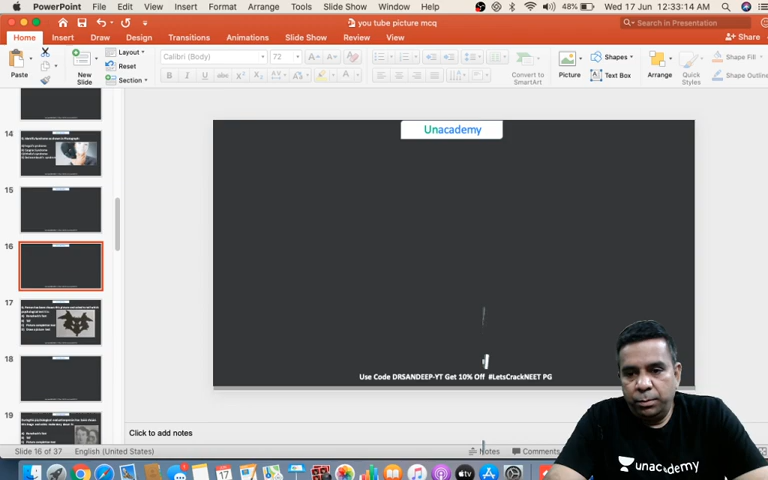 PowerPoint File Edit View Insert Format Arrange Tools Slide Show Window Help 48% Wed 17 Jun 12:33:14 AM
you tube picture mcq
Search in Presentation
Home Insert Draw Design Transitions Animations Slide Show Review View Share
Paste New Slide Layout Reset Section Calibri (Body) 72 Convert to SmartArt Picture Shapes Text Box Arrange Quick Styles Shape Fill Shape Outline
14
15
16
17
18
19
Unacademy
Use Code DRSANDEEP-YT Get 10% Off #LetsCrackNEET PG
unacademy
Click to add notes
Slide 16 of 37 English (United States) Notes Comments
17